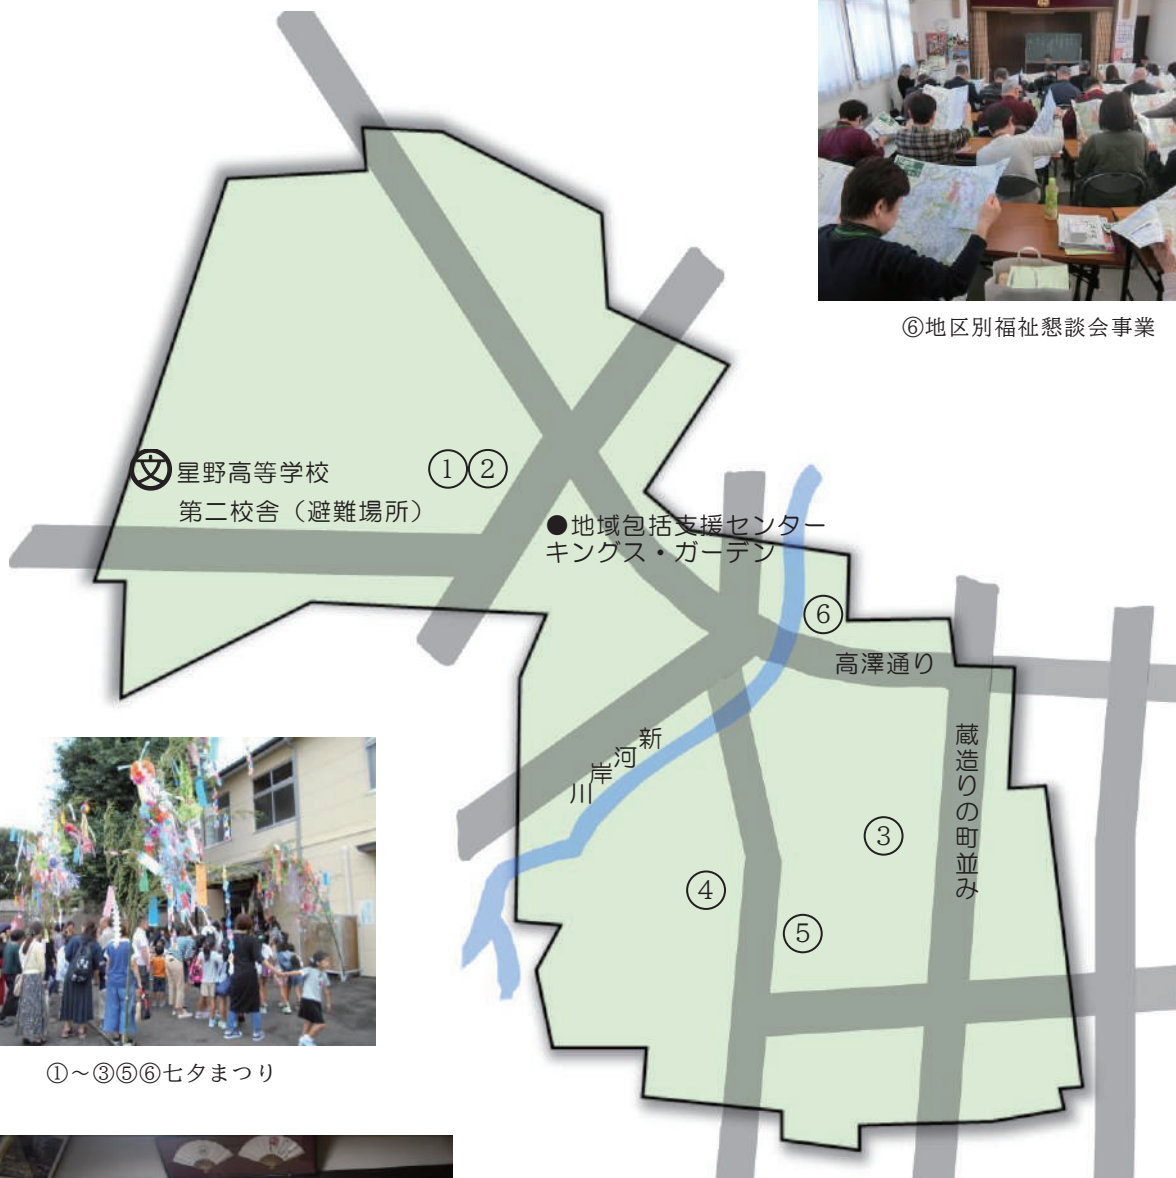 ⑥地区別福祉懇談会事業
文
星野高等学校
第二校舎（避難場所）
①②
●地域包括支援センター
キングス・ガーデン
⑥
高澤通り
新河岸川
蔵造りの町並み
③
④
⑤
①～③⑤⑥七夕まつり